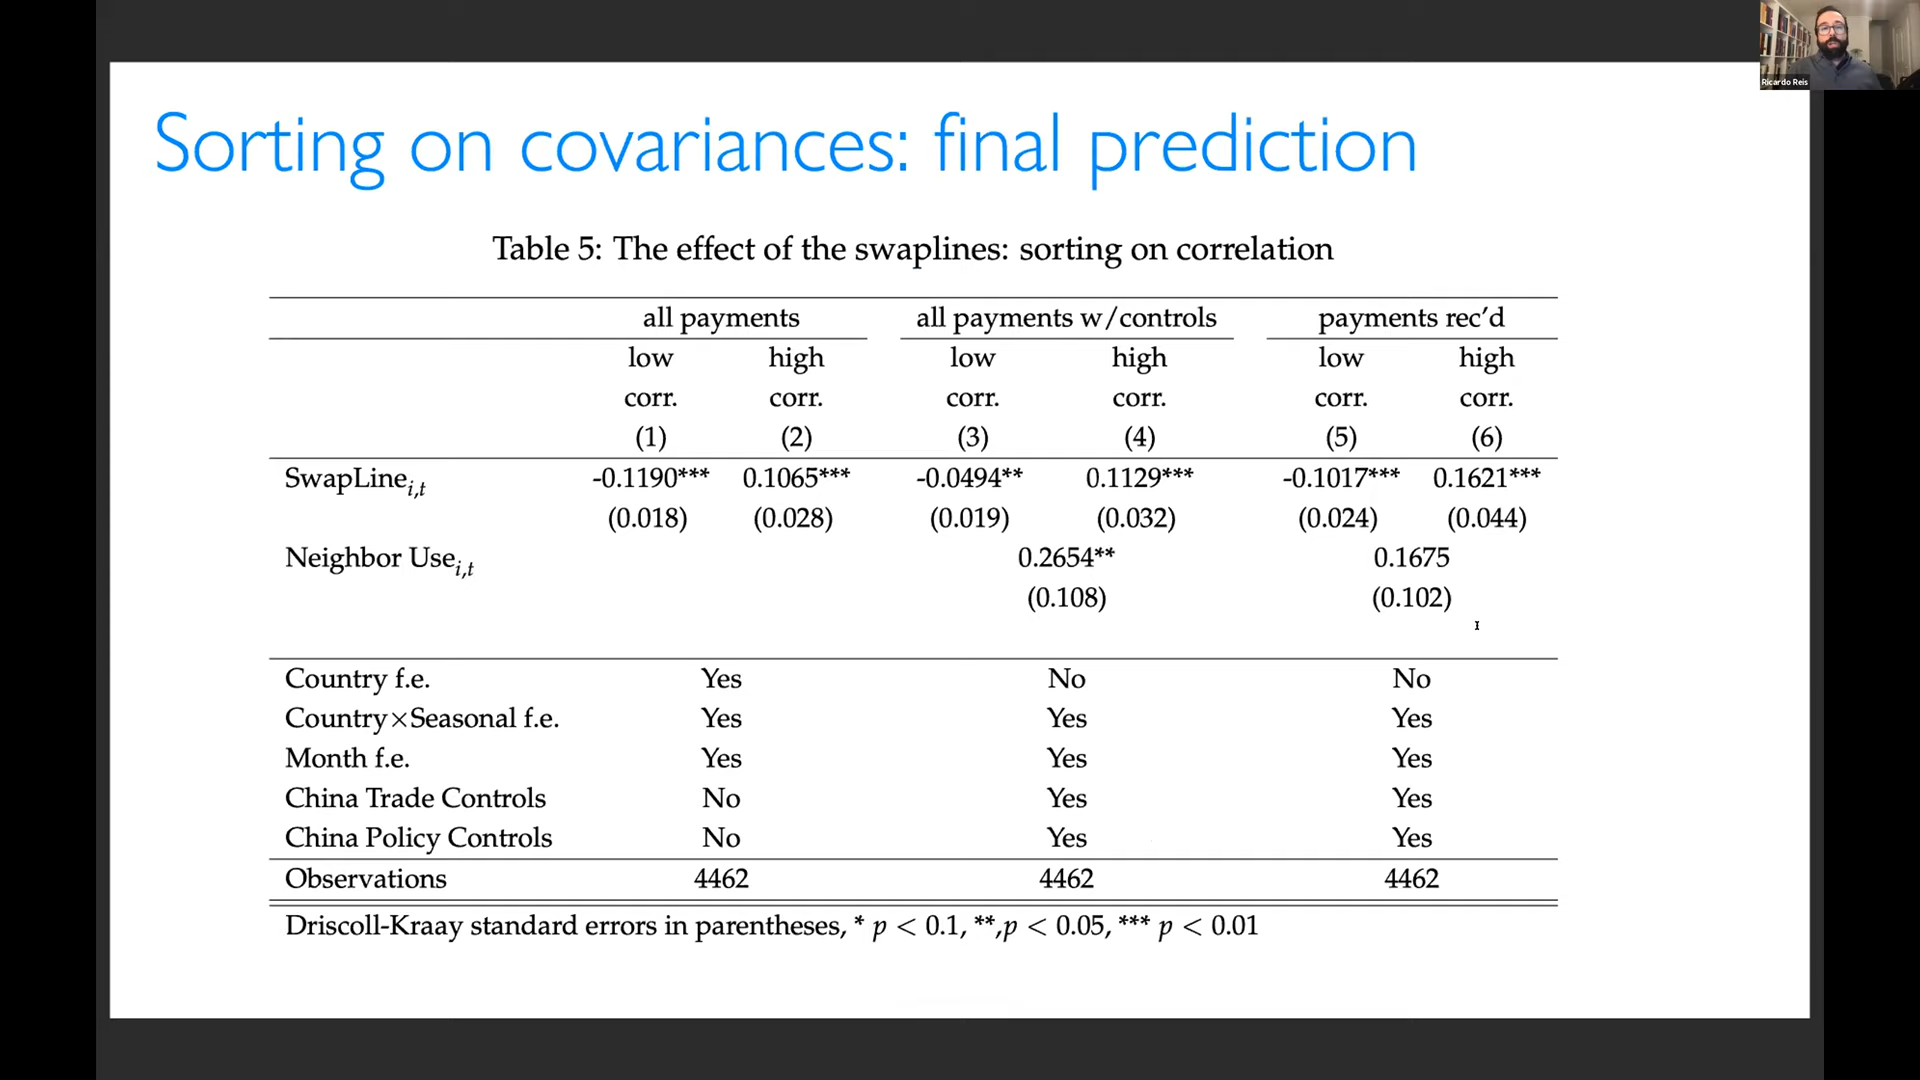 Ricardo Reis
Sorting on covariances: final prediction
Table 5: The effect of the swaplines: sorting on correlation
all payments all payments w/controls payments rec'd
low high low high low high
corr. corr. corr. corr. corr. corr.
(1) (2) (3) (4) (5) (6)
SwapLine i,t -0.1190*** 0.1065*** -0.0494** 0.1129*** -0.1017*** 0.1621***
(0.018) (0.028) (0.019) (0.032) (0.024) (0.044)
Neighbor Use i,t 0.2654** 0.1675
(0.108) (0.102)
Country f.e. Yes No No
Country×Seasonal f.e. Yes Yes Yes
Month f.e. Yes Yes Yes
China Trade Controls No Yes Yes
China Policy Controls No Yes Yes
Observations 4462 4462 4462
Driscoll-Kraay standard errors in parentheses, * p < 0.1, **,p < 0.05, *** p < 0.01